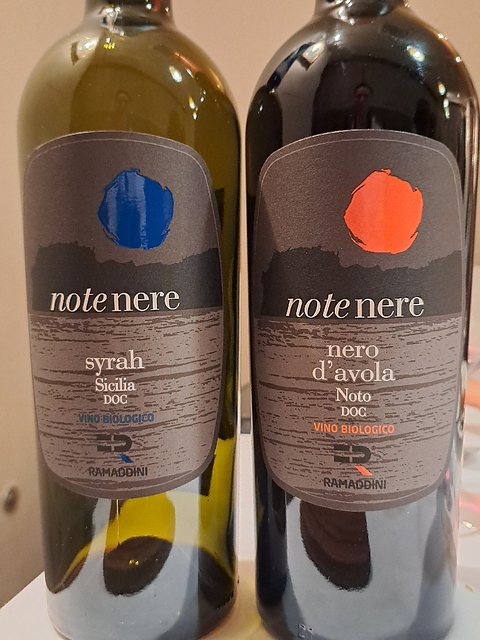 note nere
syrah
Sicilia
DOC
VINO BIOLOGICO
RAMADDINI
note nere
nero
d'avola
Noto
DOC
VINO BIOLOGICO
RAMADDINI